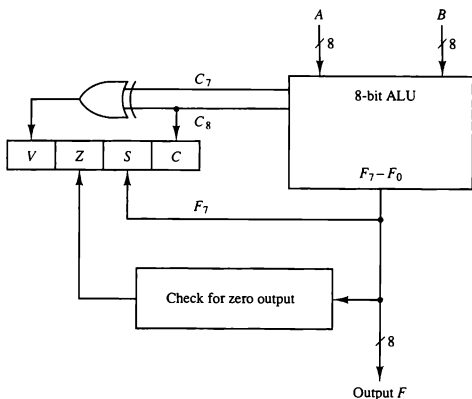 A B
8 8
C₇
8-bit ALU
C₈
V Z S C
F₇ – F₀
F₇
Check for zero output
8
Output F